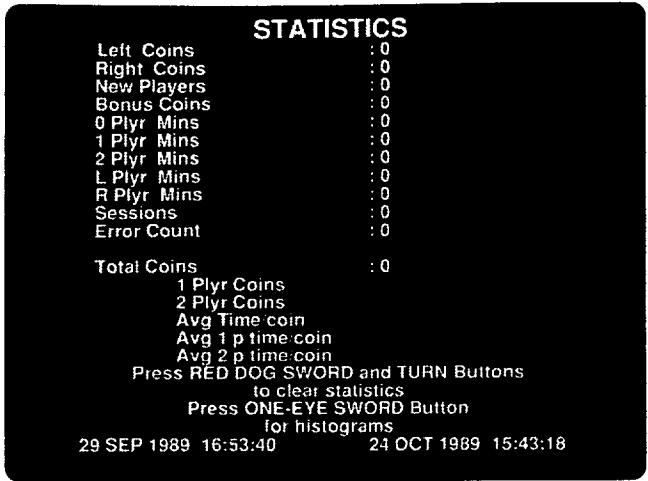 STATISTICS
Left Coins : 0
Right Coins : 0
New Players : 0
Bonus Coins : 0
0 Plyr Mins : 0
1 Plyr Mins : 0
2 Plyr Mins : 0
L Plyr Mins : 0
R Plyr Mins : 0
Sessions : 0
Error Count : 0
Total Coins : 0
1 Plyr Coins
2 Plyr Coins
Avg Time/coin
Avg 1 p time/coin
Avg 2 p time/coin
Press RED DOG SWORD and TURN Buttons
to clear statistics
Press ONE-EYE SWORD Button
for histograms
29 SEP 1989 16:53:40 24 OCT 1989 15:43:18